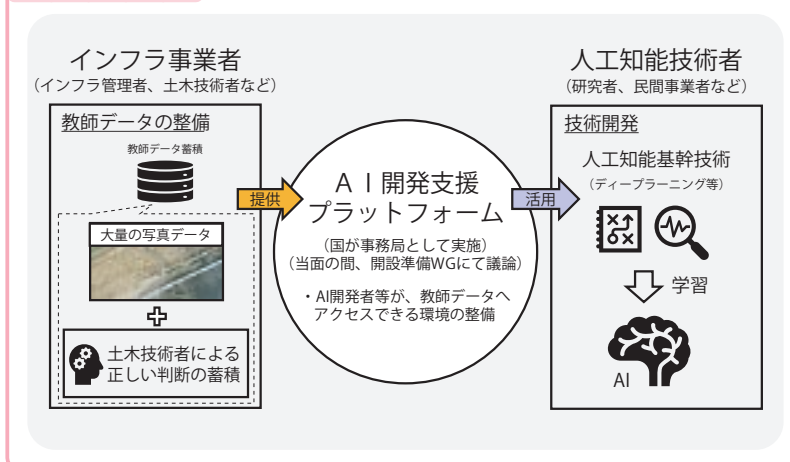 インフラ事業者
（インフラ管理者、土木技術者など）
教師データの整備
教師データ蓄積
大量の写真データ
土木技術者による
正しい判断の蓄積
提供
ＡＩ開発支援
プラットフォーム
（国が事務局として実施）
（当面の間、開設準備WGにて議論）
・AI開発者等が、教師データへ
アクセスできる環境の整備
活用
人工知能技術者
（研究者、民間事業者など）
技術開発
人工知能基幹技術
（ディープラーニング等）
学習
AI